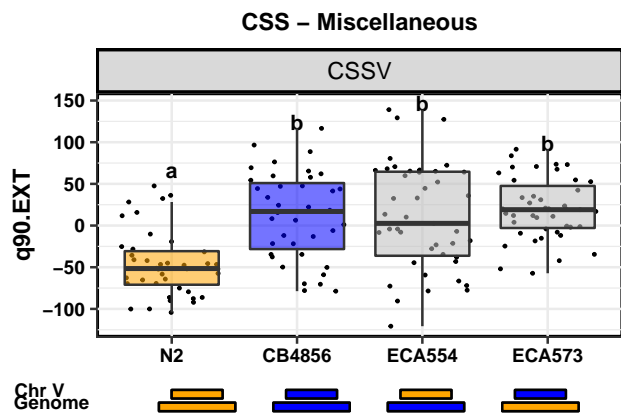 CSS – Miscellaneous
CSSV
q90.EXT
150
100
50
0
−50
−100
a
b
b
b
N2
CB4856
ECA554
ECA573
Chr V
Genome